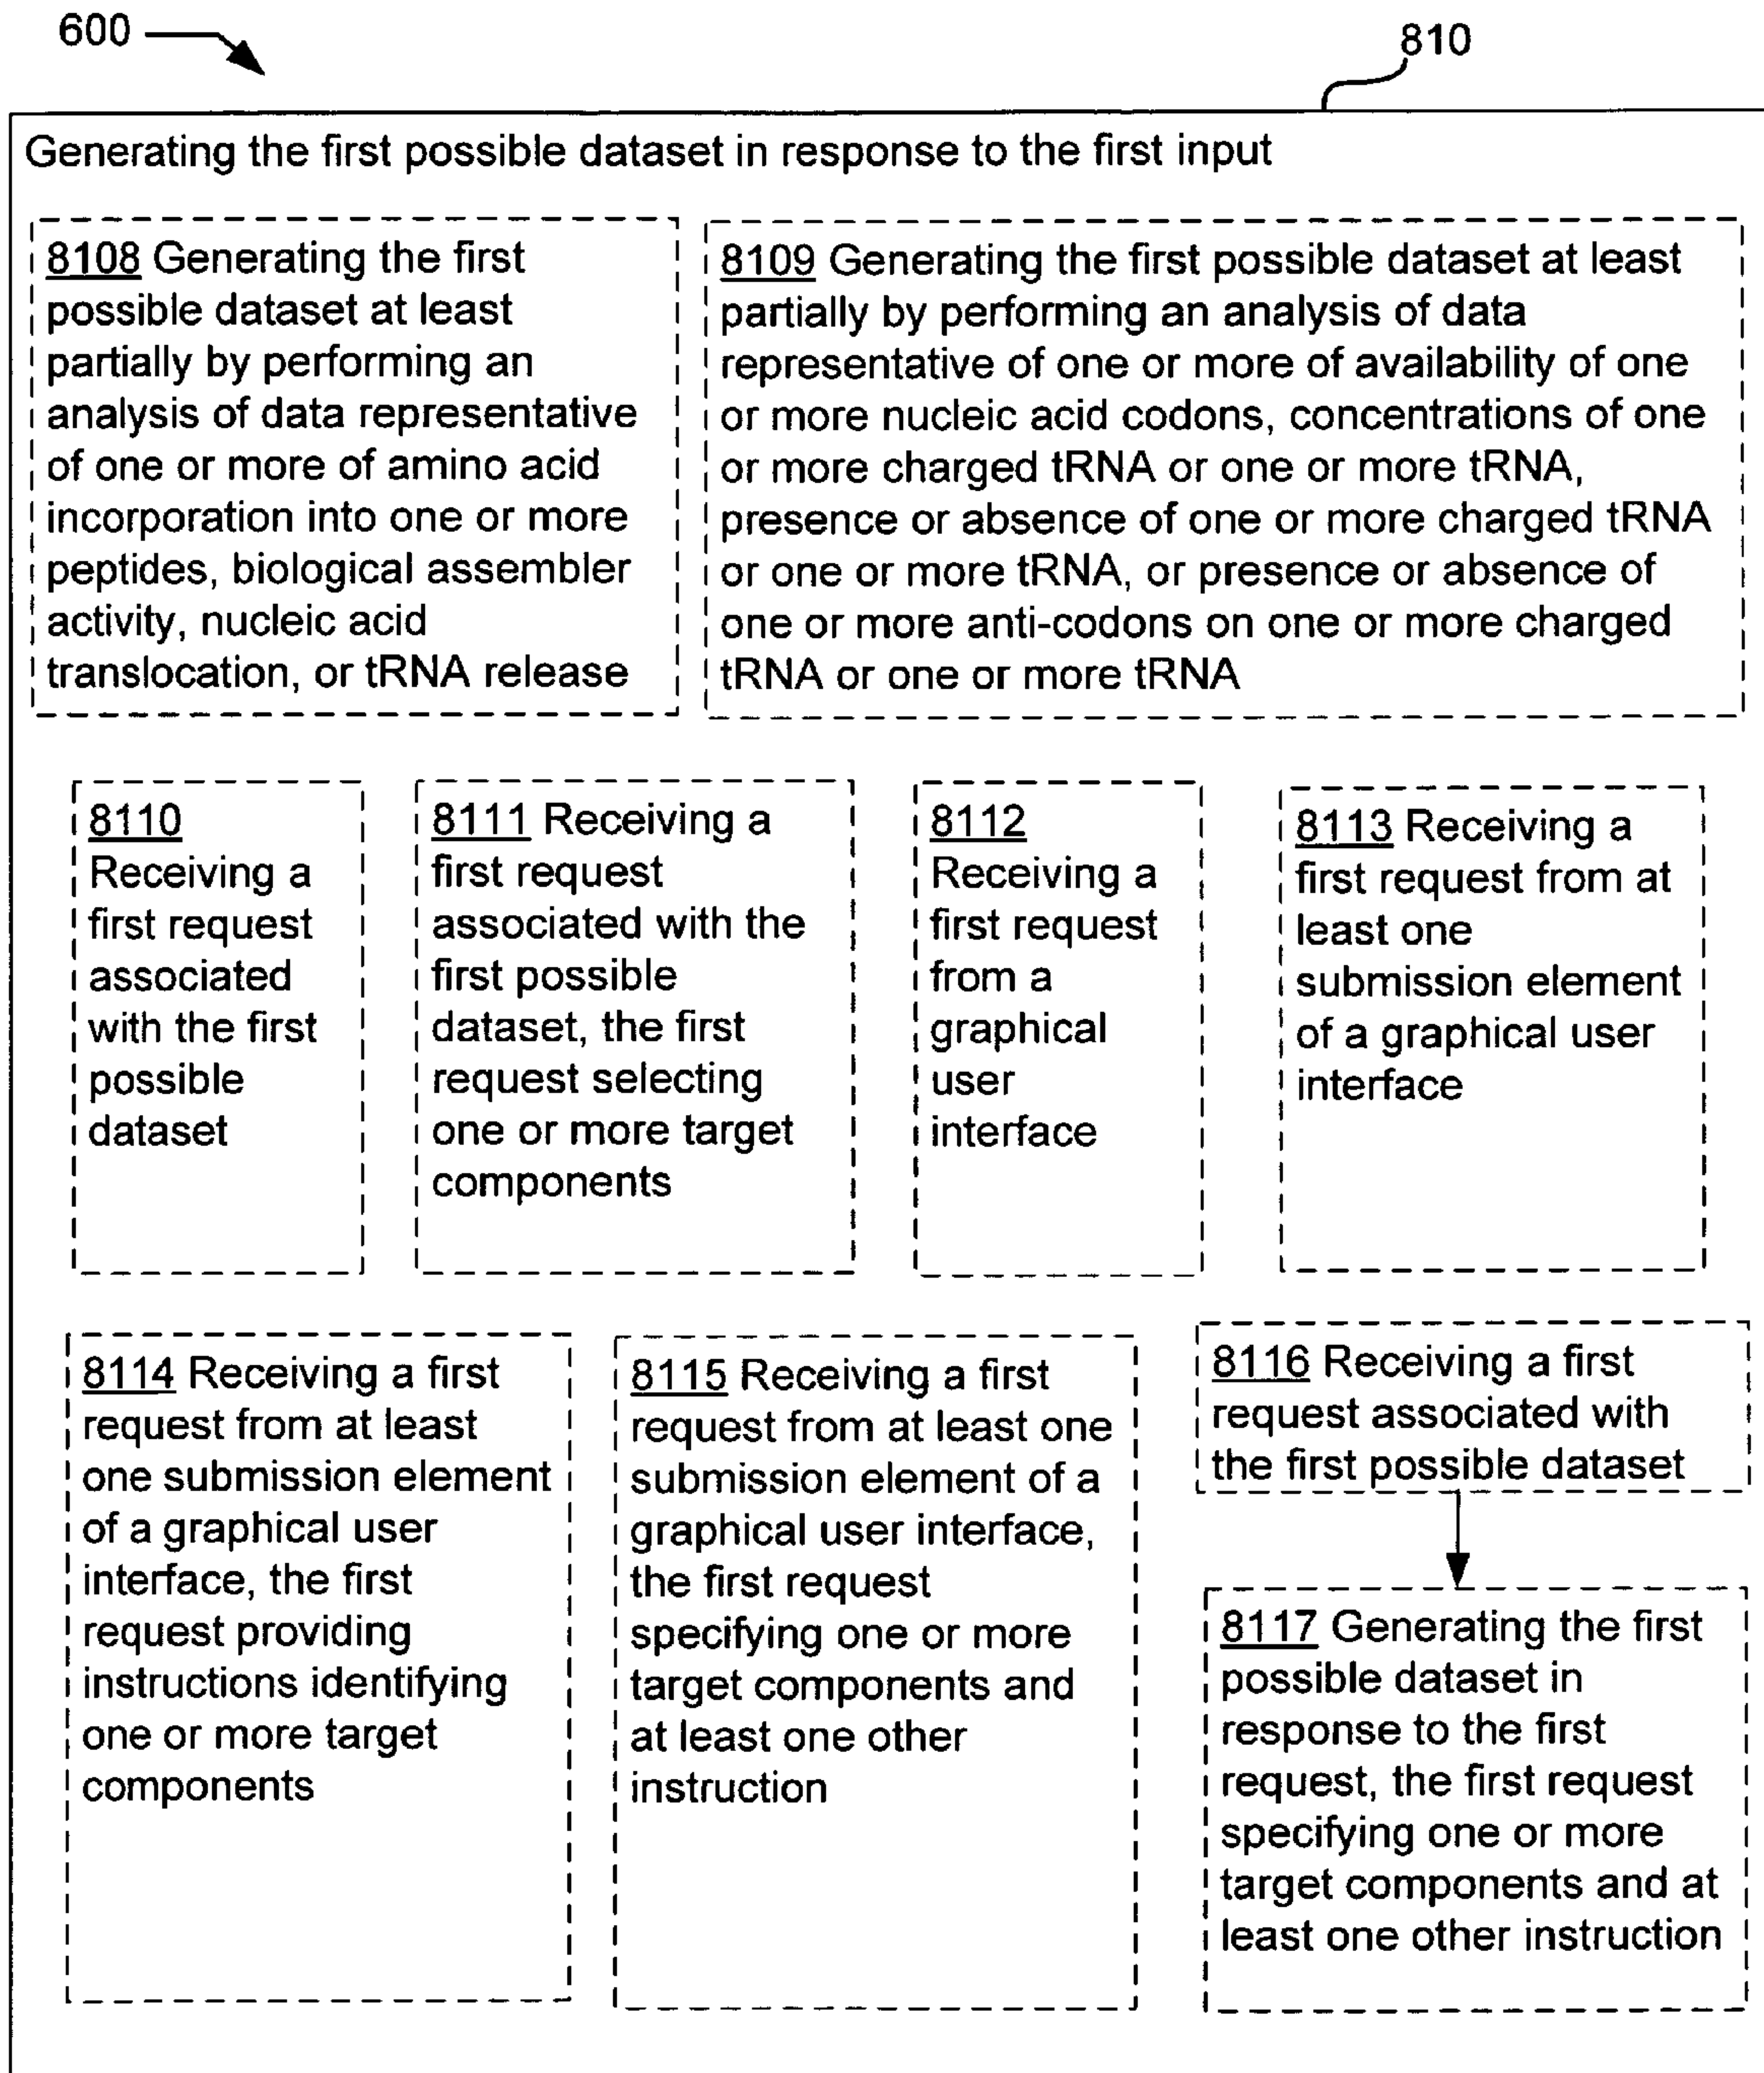 600
810
Generating the first possible dataset in response to the first input
8108 Generating the first
possible dataset at least
partially by performing an
analysis of data representative
of one or more of amino acid
incorporation into one or more
peptides, biological assembler
activity, nucleic acid
translocation, or tRNA release
8109 Generating the first possible dataset at least
partially by performing an analysis of data
representative of one or more of availability of one
or more nucleic acid codons, concentrations of one
or more charged tRNA or one or more tRNA,
presence or absence of one or more charged tRNA
or one or more tRNA, or presence or absence of
one or more anti-codons on one or more charged
tRNA or one or more tRNA
8110
Receiving a
first request
associated
with the first
possible
dataset
8111 Receiving a
first request
associated with the
first possible
dataset, the first
request selecting
one or more target
components
8112
Receiving a
first request
from a
graphical
user
interface
8113 Receiving a
first request from at
least one
submission element
of a graphical user
interface
8114 Receiving a first
request from at least
one submission element
of a graphical user
interface, the first
request providing
instructions identifying
one or more target
components
8115 Receiving a first
request from at least one
submission element of a
graphical user interface,
the first request
specifying one or more
target components and
at least one other
instruction
8116 Receiving a first
request associated with
the first possible dataset
8117 Generating the first
possible dataset in
response to the first
request, the first request
specifying one or more
target components and at
least one other instruction